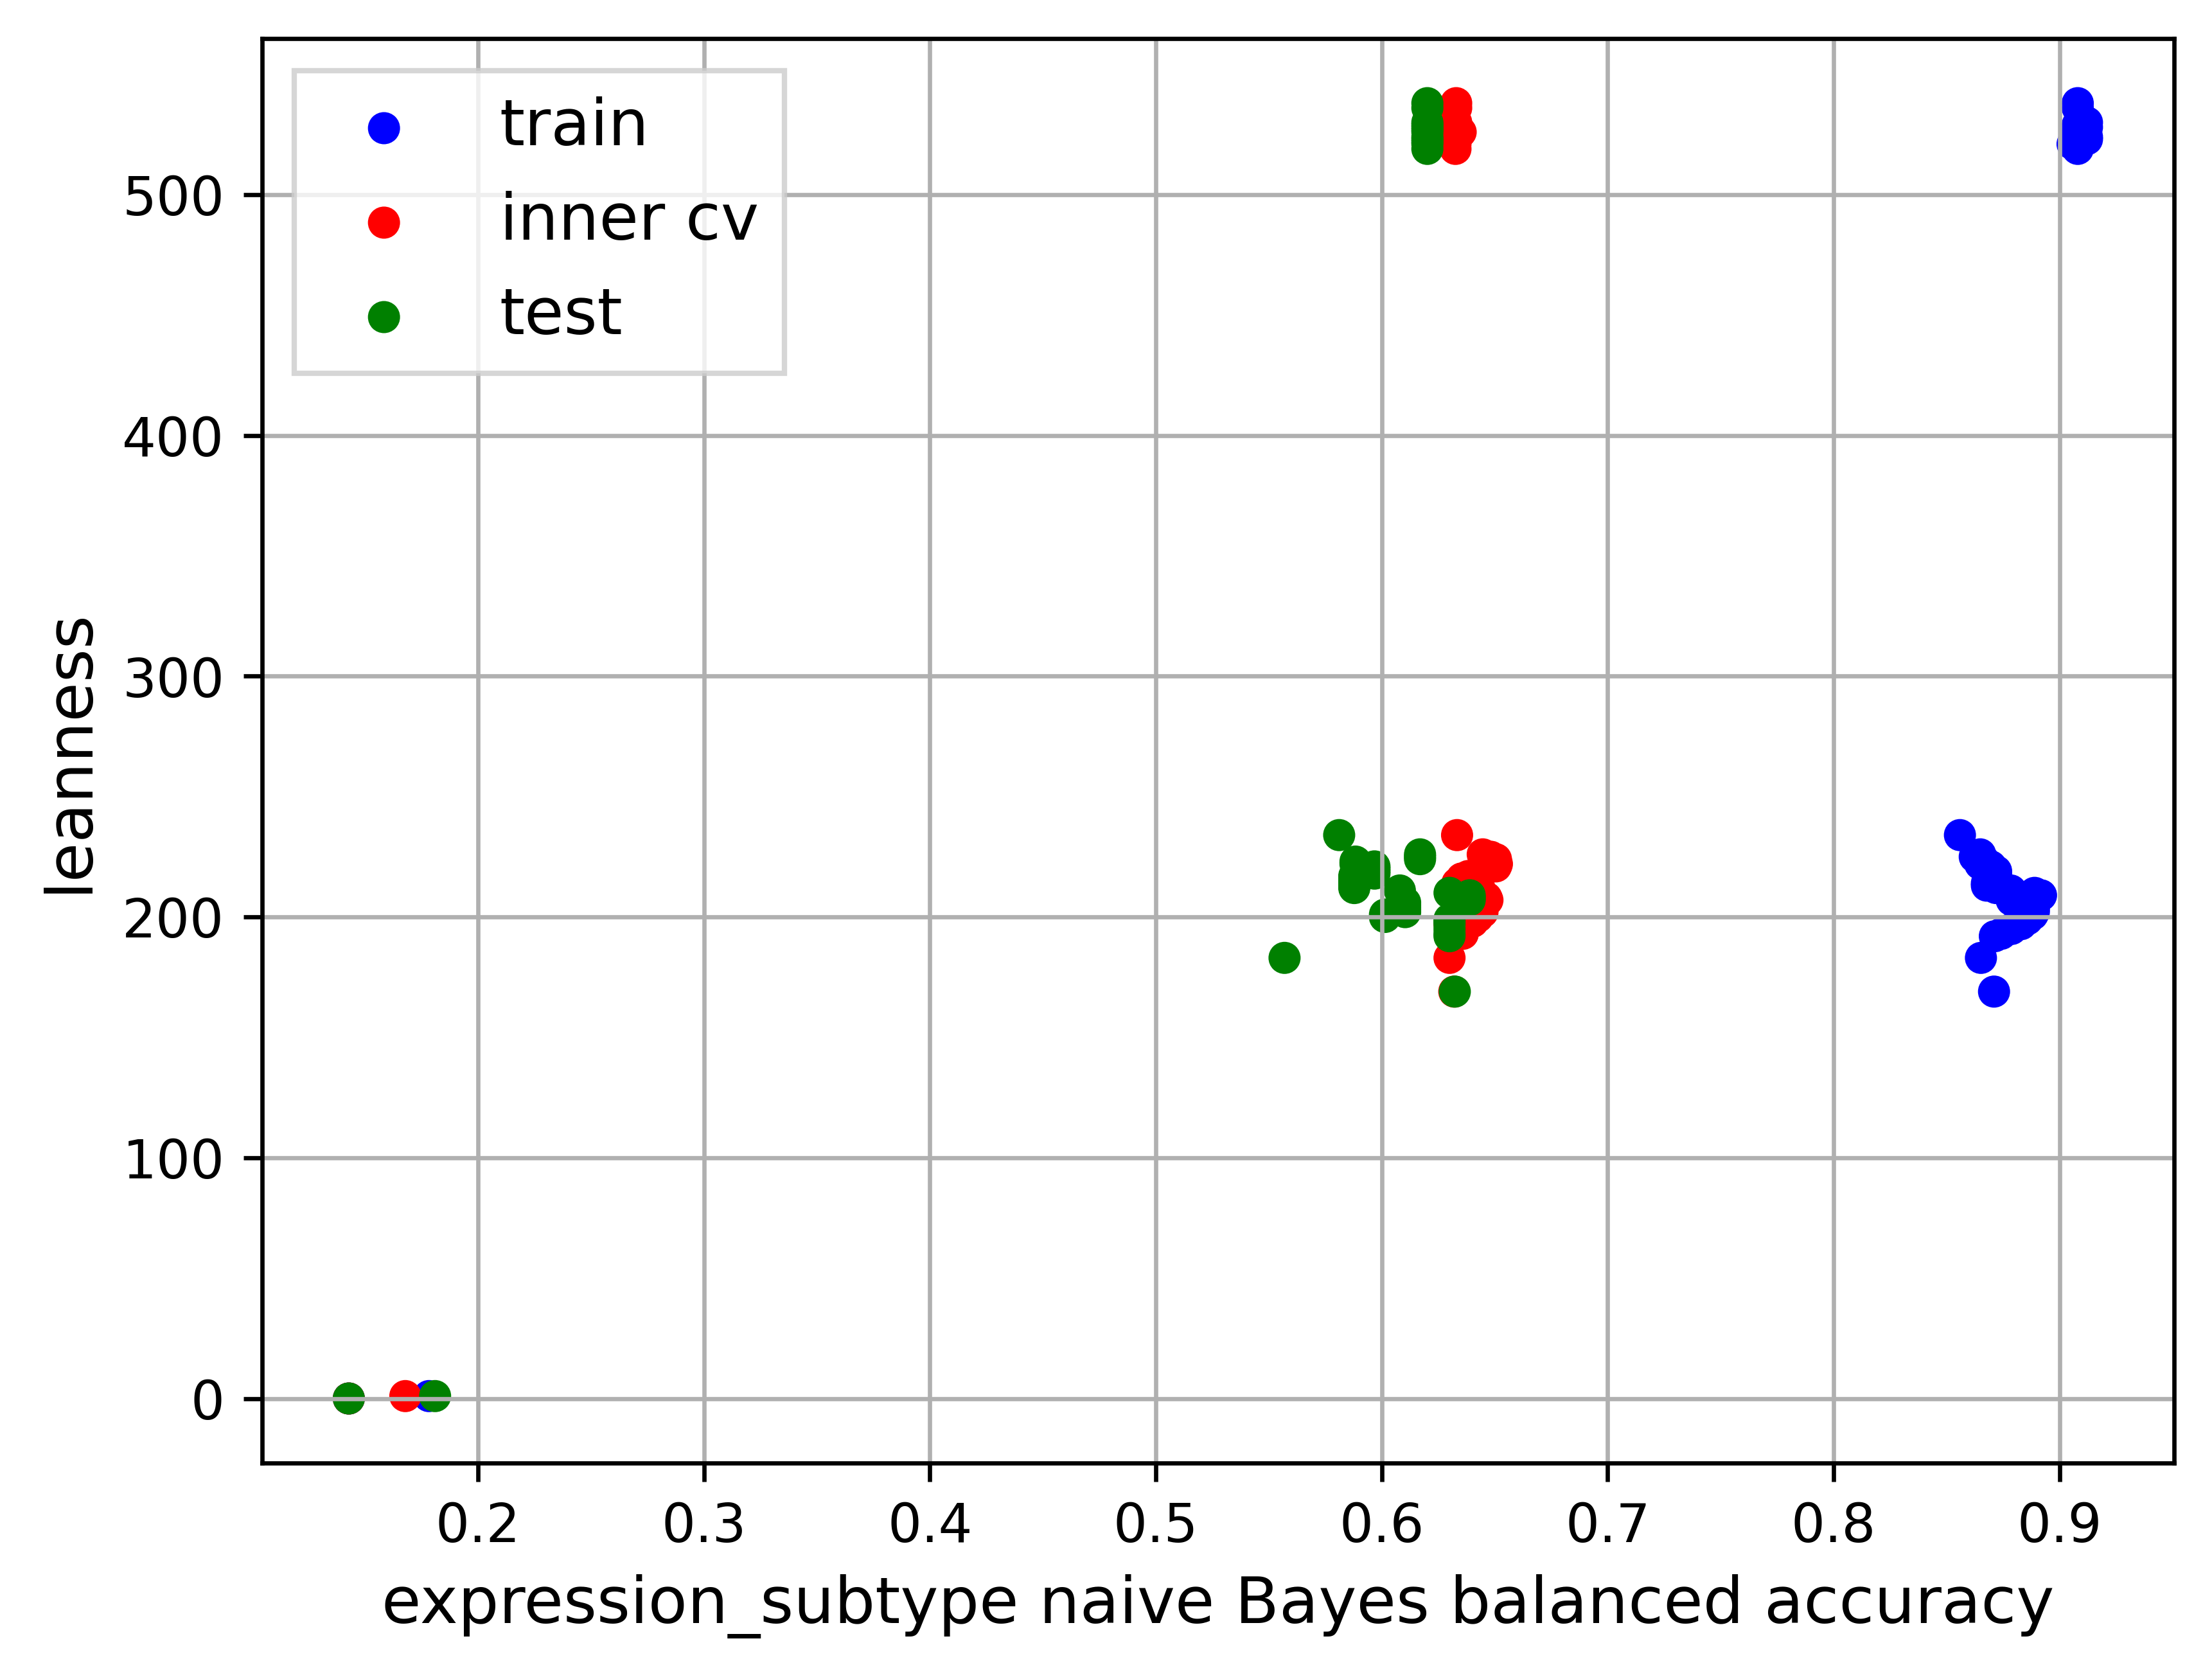 train
inner cv
test
500
400
300
200
100
0
leanness
0.2 0.3 0.4 0.5 0.6 0.7 0.8 0.9
expression_subtype naive Bayes balanced accuracy